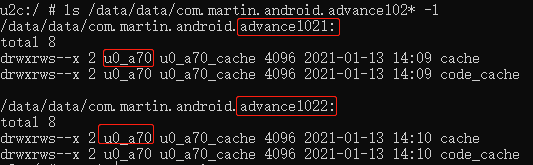 u2c:/ # ls /data/data/com.martin.android.advance102* -l
/data/data/com.martin.android.advance1021:
total 8
drwxrws--x 2 u0_a70 u0_a70_cache 4096 2021-01-13 14:09 cache
drwxrws--x 2 u0_a70 u0_a70_cache 4096 2021-01-13 14:09 code_cache

/data/data/com.martin.android.advance1022:
total 8
drwxrws--x 2 u0_a70 u0_a70_cache 4096 2021-01-13 14:10 cache
drwxrws--x 2 u0_a70 u0_a70_cache 4096 2021-01-13 14:10 code_cache